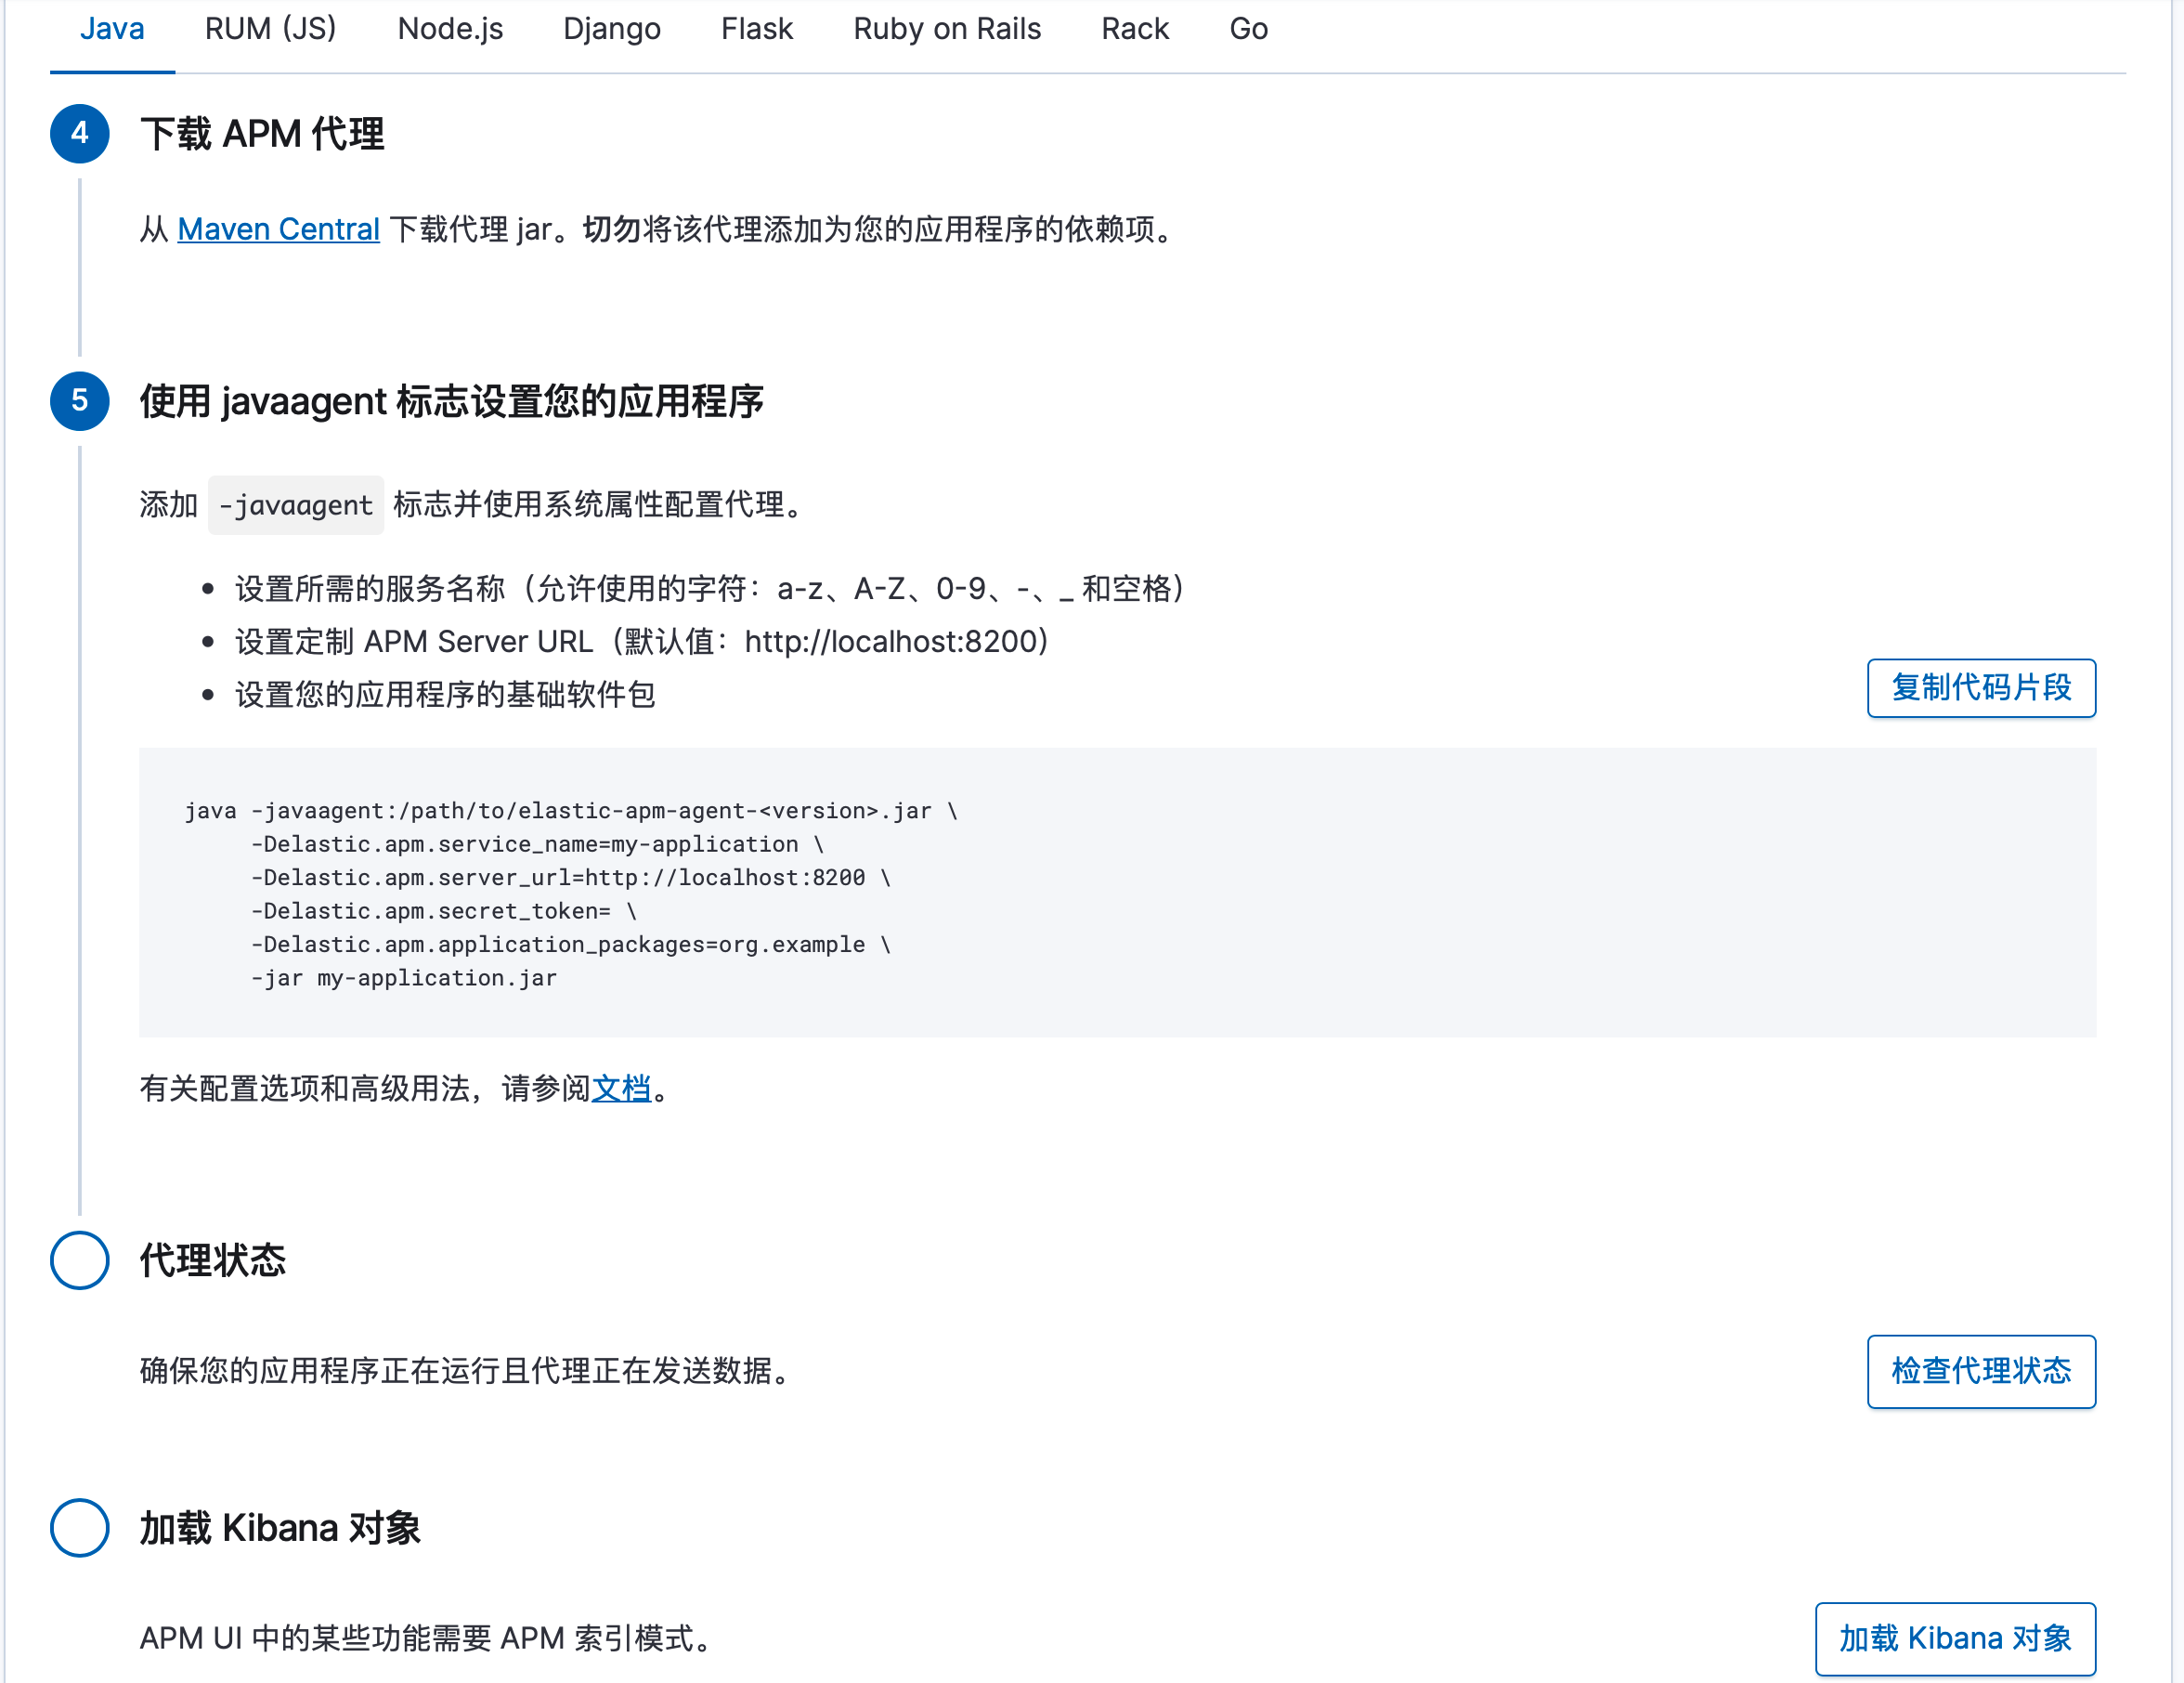 Java RUM (JS) Node.js Django Flask Ruby on Rails Rack Go
4 下载 APM 代理
从 Maven Central 下载代理 jar。切勿将该代理添加为您的应用程序的依赖项。
5 使用 javaagent 标志设置您的应用程序
添加 -javaagent 标志并使用系统属性配置代理。
• 设置所需的服务名称（允许使用的字符：a-z、A-Z、0-9、-、_ 和空格）
• 设置定制 APM Server URL（默认值：http://localhost:8200）
• 设置您的应用程序的基础软件包
复制代码片段
java -javaagent:/path/to/elastic-apm-agent-<version>.jar \
-Delastic.apm.service_name=my-application \
-Delastic.apm.server_url=http://localhost:8200 \
-Delastic.apm.secret_token= \
-Delastic.apm.application_packages=org.example \
-jar my-application.jar
有关配置选项和高级用法，请参阅文档。
代理状态
确保您的应用程序正在运行且代理正在发送数据。
检查代理状态
加载 Kibana 对象
APM UI 中的某些功能需要 APM 索引模式。
加载 Kibana 对象